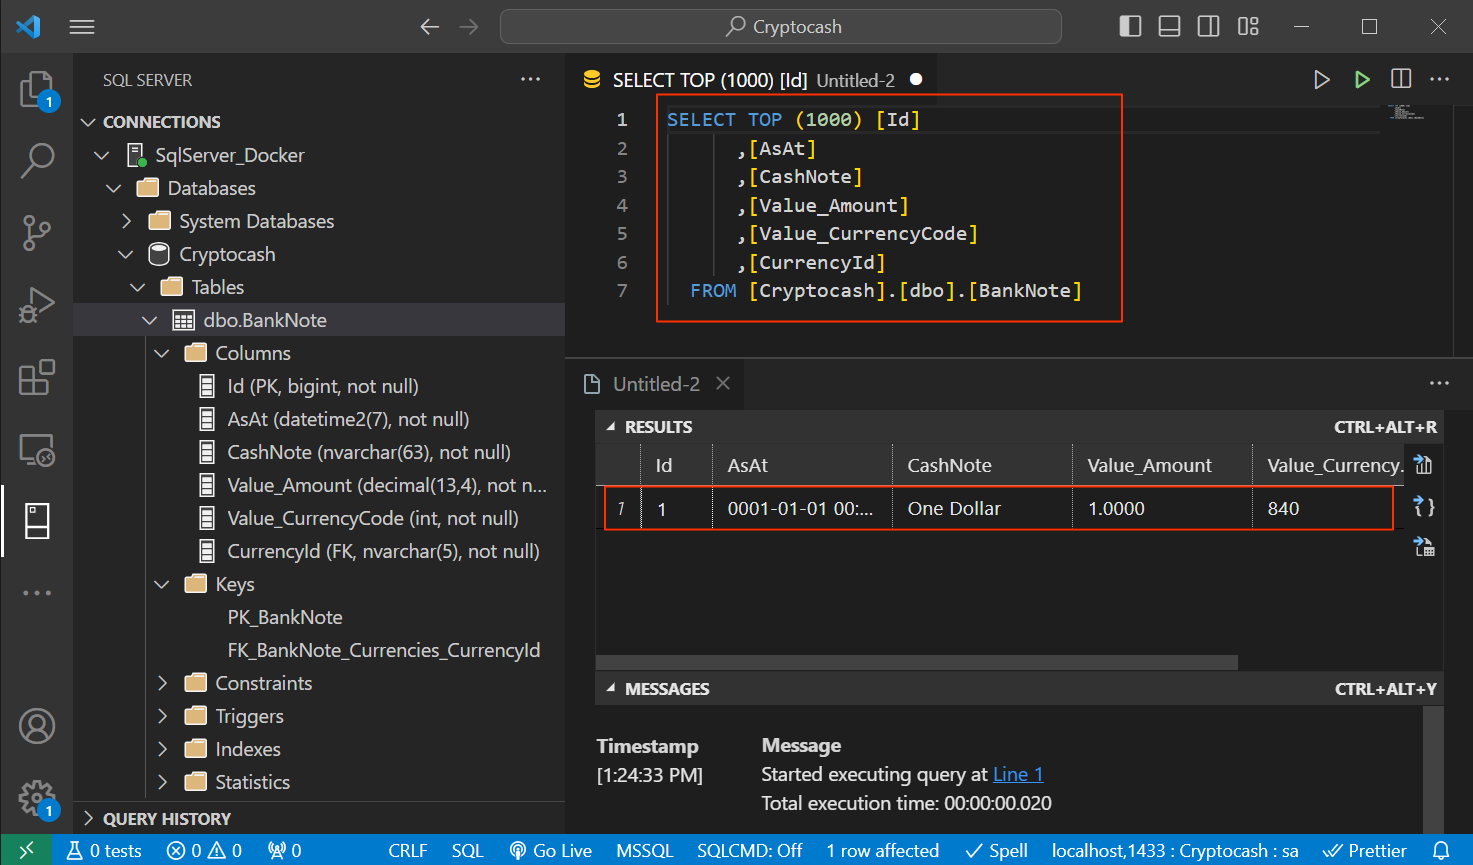 Cryptocash
SQL SERVER
CONNECTIONS
SqlServer_Docker
Databases
System Databases
Cryptocash
Tables
dbo.BankNote
Columns
Id (PK, bigint, not null)
AsAt (datetime2(7), not null)
CashNote (nvarchar(63), not null)
Value_Amount (decimal(13,4), not n...
Value_CurrencyCode (int, not null)
CurrencyId (FK, nvarchar(5), not null)
Keys
PK_BankNote
FK_BankNote_Currencies_CurrencyId
Constraints
Triggers
Indexes
Statistics
QUERY HISTORY
1
1
SELECT TOP (1000) [Id] Untitled-2
1 SELECT TOP (1000) [Id]
2 ,[AsAt]
3 ,[CashNote]
4 ,[Value_Amount]
5 ,[Value_CurrencyCode]
6 ,[CurrencyId]
7 FROM [Cryptocash].[dbo].[BankNote]
Untitled-2
RESULTS CTRL+ALT+R
Id AsAt CashNote Value_Amount Value_Currency.
1 1 0001-01-01 00:... One Dollar 1.0000 840
MESSAGES CTRL+ALT+Y
Timestamp Message
[1:24:33 PM] Started executing query at Line 1
Total execution time: 00:00:00.020
0 tests 0 0 0 CRLF SQL Go Live MSSQL SQLCMD: Off 1 row affected Spell localhost,1433 : Cryptocash : sa Prettier